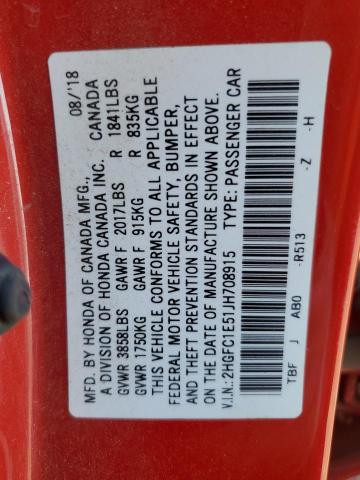 MFD. BY HONDA OF CANADA MFG., 08/'18
A DIVISION OF HONDA CANADA INC. CANADA
GVWR 3858LBS GAWR F 2017LBS R 1841LBS
GVWR 1750KG GAWR F 915KG R 835KG
THIS VEHICLE CONFORMS TO ALL APPLICABLE
FEDERAL MOTOR VEHICLE SAFETY, BUMPER,
AND THEFT PREVENTION STANDARDS IN EFFECT
ON THE DATE OF MANUFACTURE SHOWN ABOVE.
V.I.N.: 2HGFC1E51JH708915 TYPE: PASSENGER CAR
TBF J AB0 -R513 -Z -H